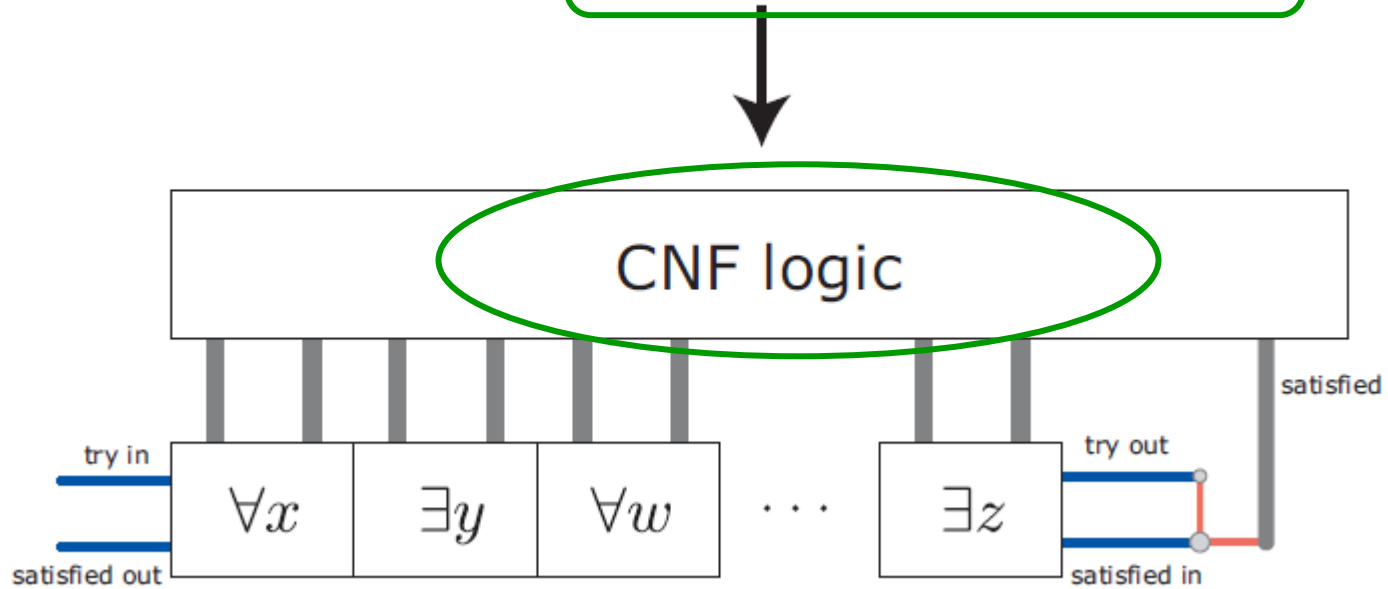 CNF logic
satisfied
try in
∀x
∃y
∀w
· · ·
∃z
try out
satisfied out
satisfied in